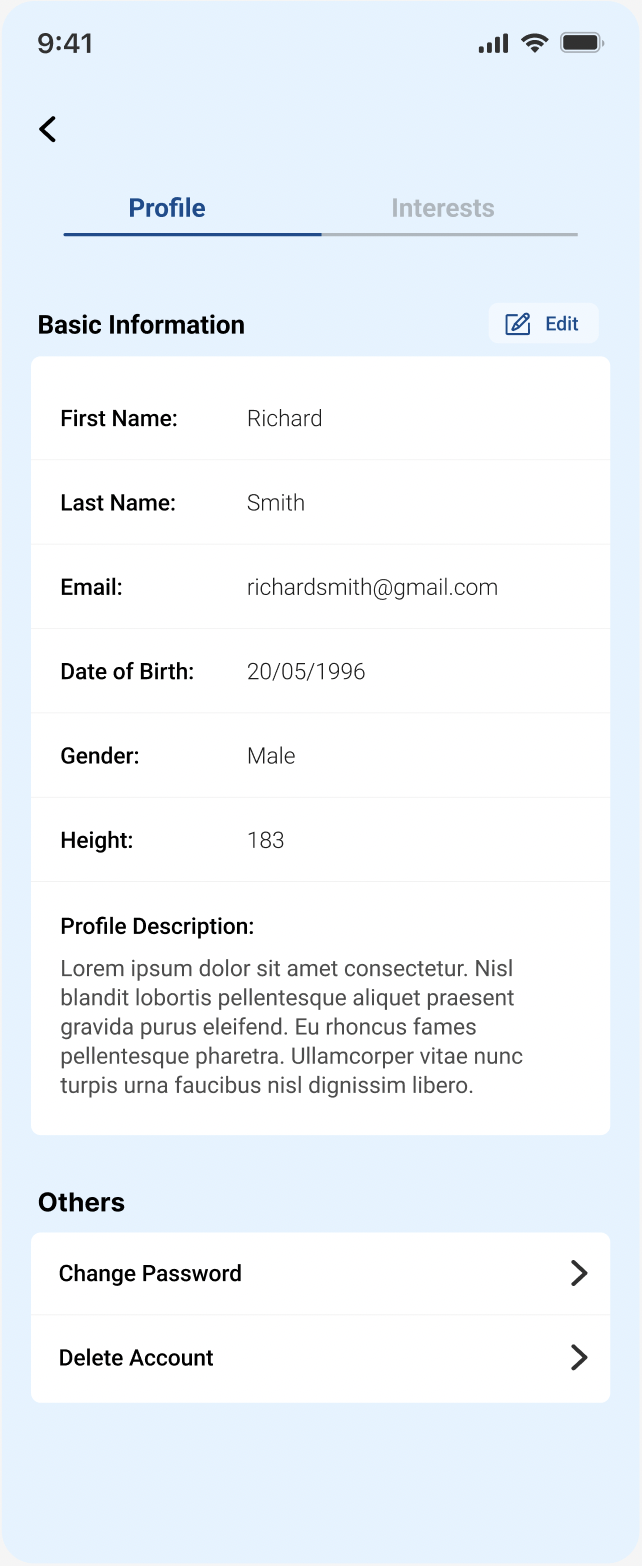 9:41
Profile Interests
Basic Information Edit
First Name: Richard
Last Name: Smith
Email: richardsmith@gmail.com
Date of Birth: 20/05/1996
Gender: Male
Height: 183
Profile Description:
Lorem ipsum dolor sit amet consectetur. Nisl
blandit lobortis pellentesque aliquet praesent
gravida purus eleifend. Eu rhoncus fames
pellentesque pharetra. Ullamcorper vitae nunc
turpis urna faucibus nisl dignissim libero.
Others
Change Password
Delete Account